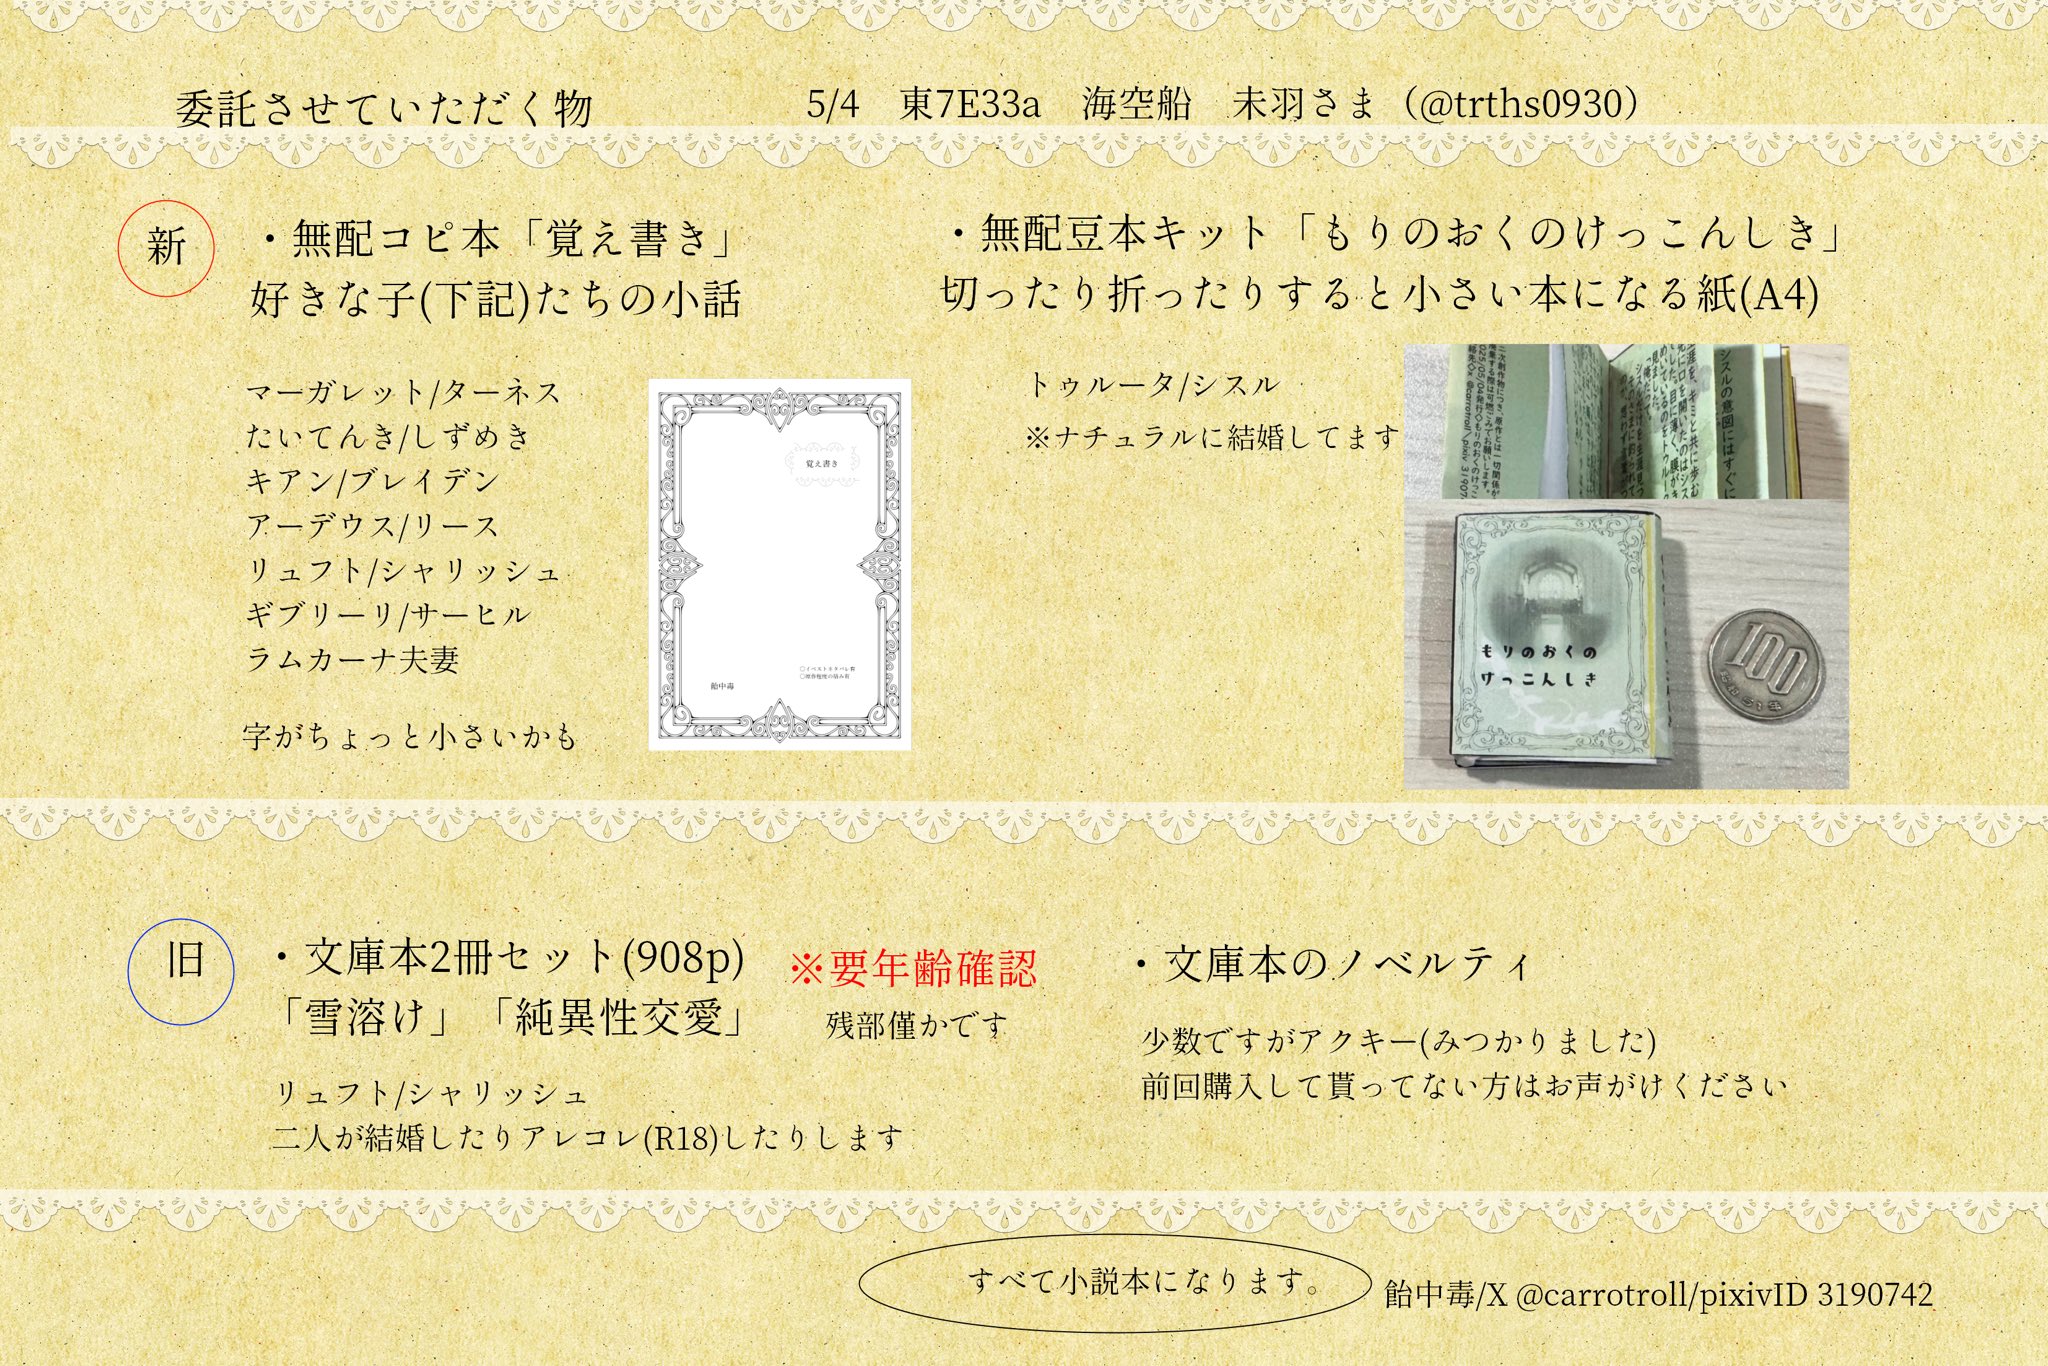 委託させていただく物
5/4　東7E33a　海空船　未羽さま（@trths0930）
新
・無配コピ本「覚え書き」
好きな子(下記)たちの小話
マーガレット/ターネス
たいてんき/しずめき
キアン/ブレイデン
アーデウス/リース
リュフト/シャリッシュ
ギブリーリ/サーヒル
ラムカーナ夫妻
字がちょっと小さいかも
覚え書き
飴中毒
・無配豆本キット「もりのおくのけっこんしき」
切ったり折ったりすると小さい本になる紙(A4)
トゥルータ/シスル
※ナチュラルに結婚してます
シスルの意図にはすぐに
もりのおくの
けっこんしき
100
旧
・文庫本2冊セット(908p)
「雪溶け」「純異性交愛」
※要年齢確認
残部僅かです
リュフト/シャリッシュ
二人が結婚したりアレコレ(R18)したりします
・文庫本のノベルティ
少数ですがアクキー(みつかりました)
前回購入して貰ってない方はお声がけください
すべて小説本になります。
飴中毒/X @carrotroll/pixivID 3190742